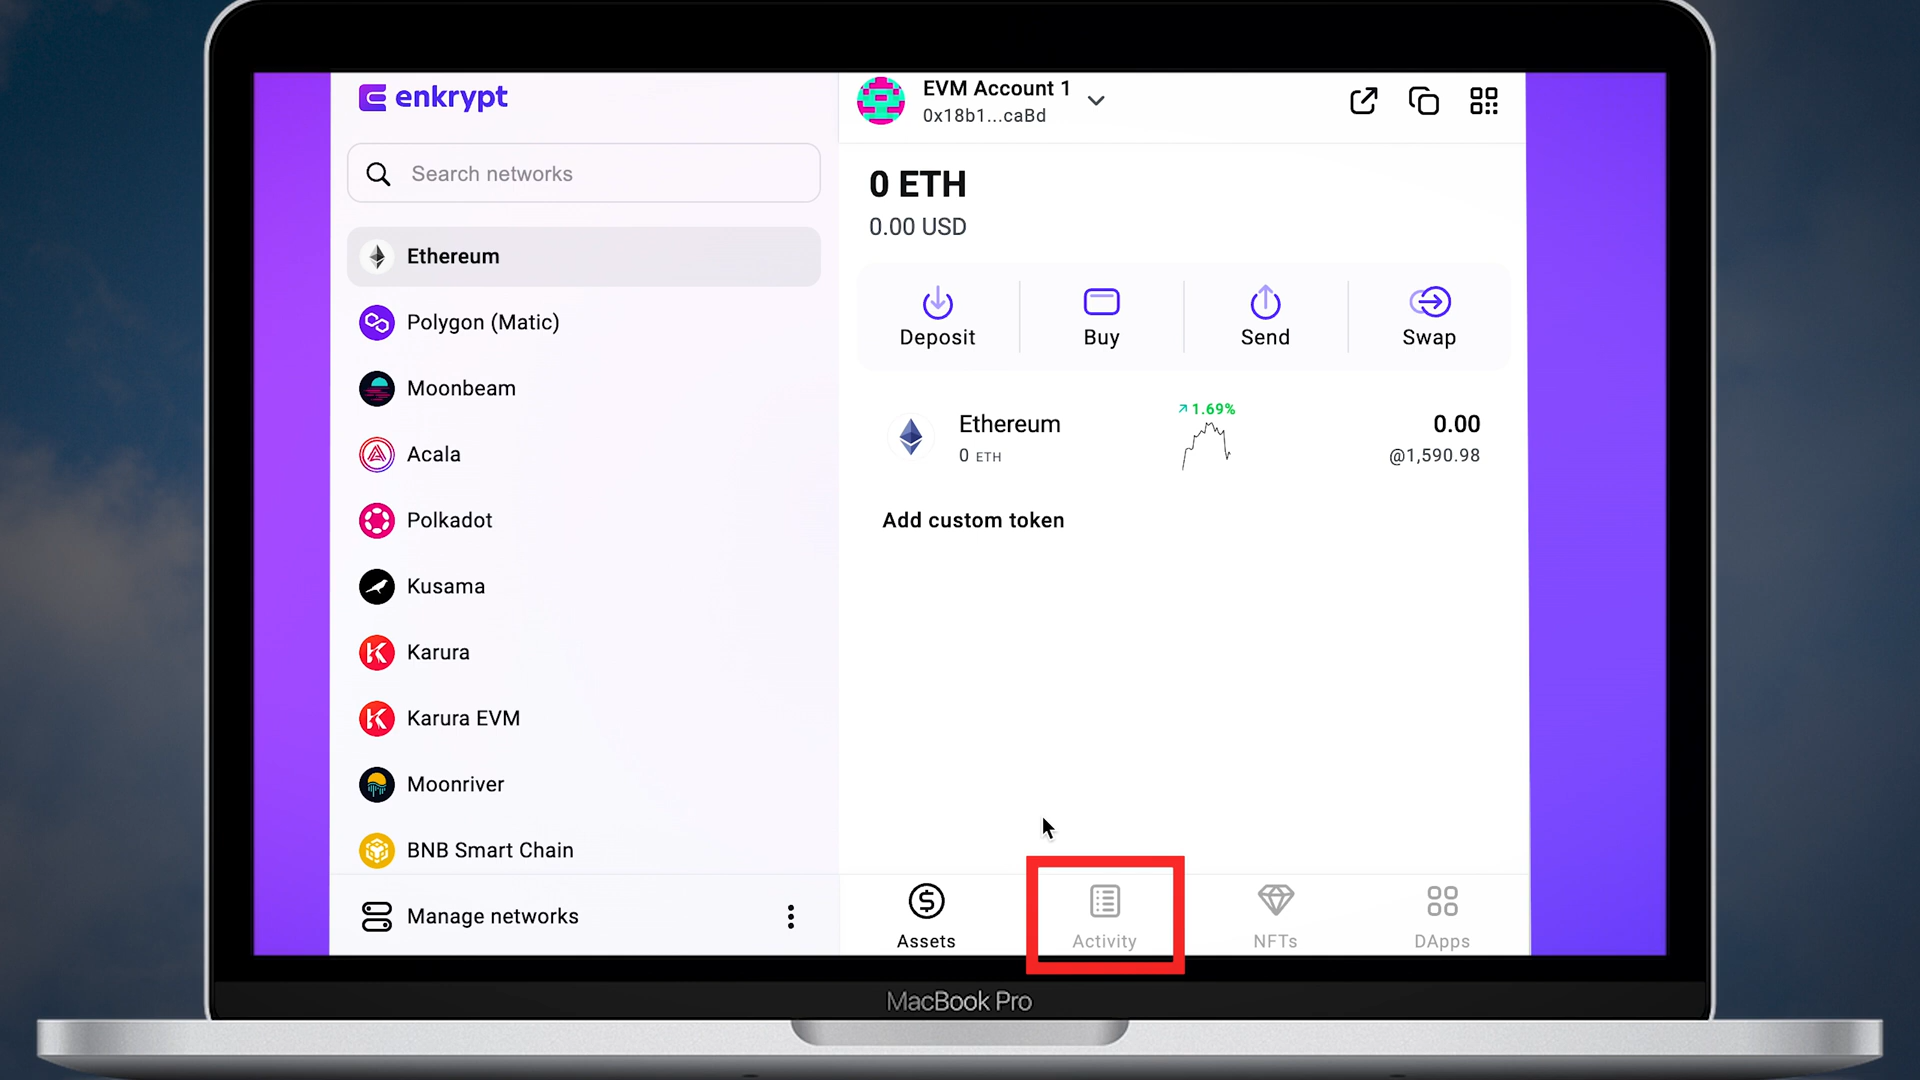 enkrypt
Search networks
Ethereum
Polygon (Matic)
Moonbeam
Acala
Polkadot
Kusama
Karura
Karura EVM
Moonriver
BNB Smart Chain
Manage networks
EVM Account 1
0x18b1...caBd
0 ETH
0.00 USD
Deposit
Buy
Send
Swap
Ethereum
0 ETH
1.69%
0.00
@1,590.98
Add custom token
Assets
Activity
NFTs
DApps
MacBook Pro